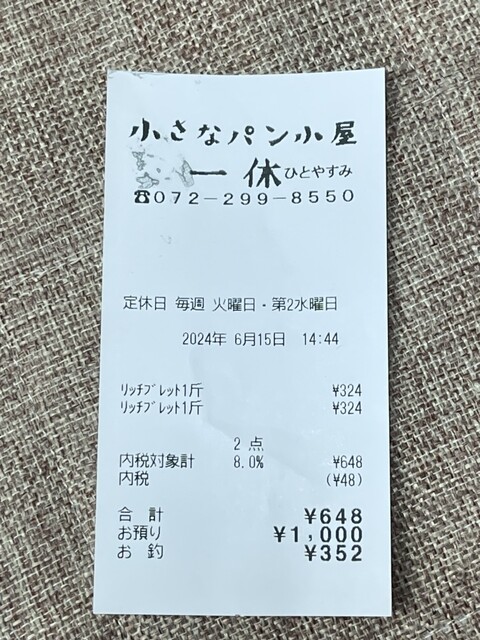 小さなパン小屋
一休 ひとやすみ
☎072-299-8550
定休日 毎週 火曜日・第2水曜日
2024年 6月15日 14:44
ﾘｯﾁﾌﾞﾚｯﾄ1斤 ¥324
ﾘｯﾁﾌﾞﾚｯﾄ1斤 ¥324
2 点
内税対象計 8.0% ¥648
内税 (¥48)
合 計 ¥648
お預り ¥1,000
お 釣 ¥352